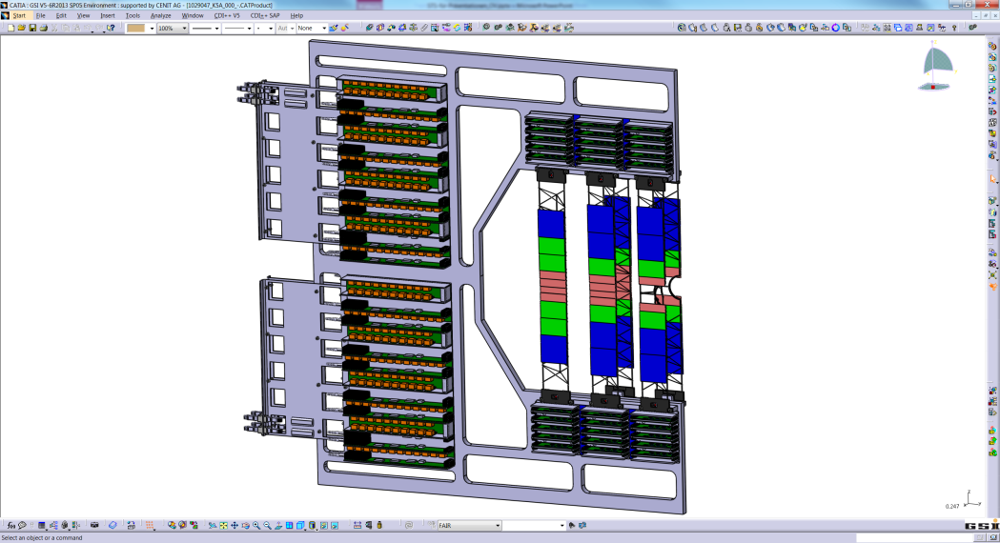 CATIA : GSI V5-6R2013 SP05 Environment : supported by CENIT AG - [1029047_KSA_000_-.CATProduct]
Start File Edit View Insert Tools Analyze Window CDI++ V5 CDI++ SAP Help
100% Aut None
z
0.247 x y
f(x) FAIR
GSI
Select an object or a command